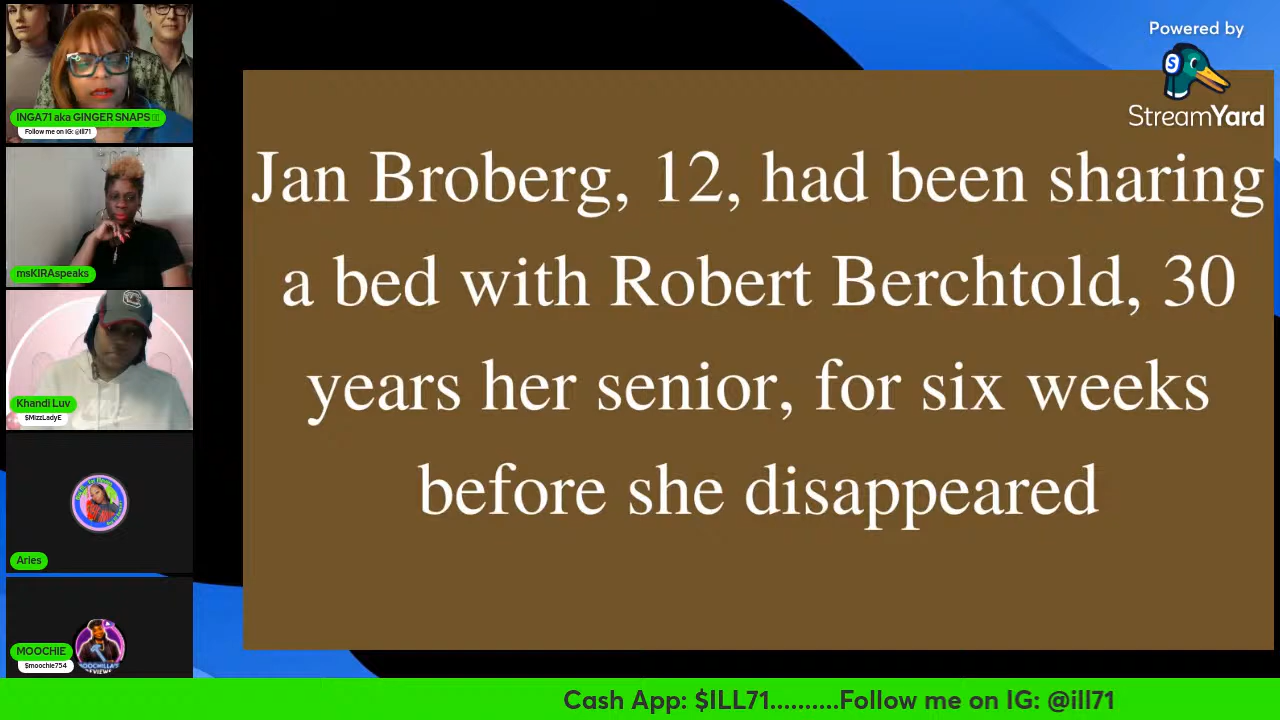 INGA71 aka GINGER SNAPS
Follow me on IG: @ill71
msKIRAspeaks
Khandi Luv
$MizzLadyE
Aries
MOOCHIE
$moochie754
Powered by
StreamYard
Jan Broberg, 12, had been sharing
a bed with Robert Berchtold, 30
years her senior, for six weeks
before she disappeared
Cash App: $ILL71..........Follow me on IG: @ill71